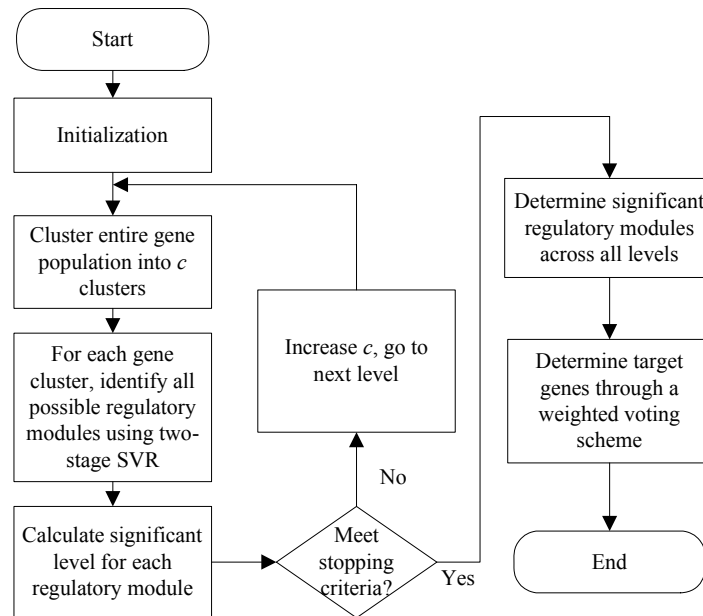 Start
Initialization
Cluster entire gene
population into c
clusters
For each gene
cluster, identify all
possible regulatory
modules using two-
stage SVR
Calculate significant
level for each
regulatory module
Increase c, go to
next level
No
Meet
stopping
criteria?
Yes
Determine significant
regulatory modules
across all levels
Determine target
genes through a
weighted voting
scheme
End